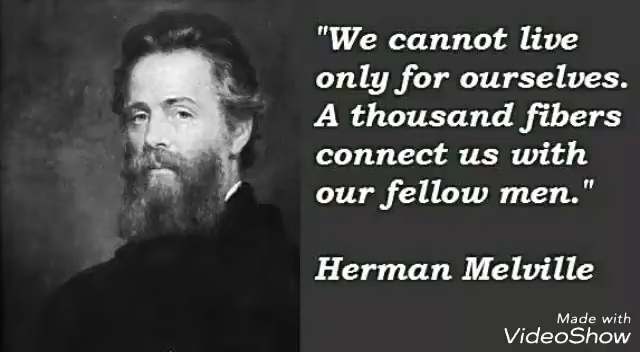 "We cannot live
only for ourselves.
A thousand fibers
connect us with
our fellow men."
Herman Melville
Made with
VideoShow